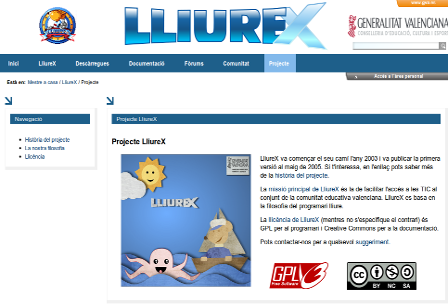 www.gva.es
LLIUREX
GENERALITAT VALENCIANA
CONSELLERIA D'EDUCACIÓ, CULTURA I ESPORT
Inici LliureX Descàrregues Documentació Fòrums Comunitat Projecte
Accés a l'àrea personal
Està en: Mestre a casa / LliureX / Projecte
Navegació
Història del projecte
La nostra filosofia
Llicència
Projecte LliureX
Projecte LliureX
LLIUREX
LliureX va començar el seu camí l'any 2003 i va publicar la primera
versió al maig de 2005. Si t'interessa, en l'enllaç pots saber més
de la història del projecte.
La missió principal de LliureX és la de facilitar l'accés a les TIC al
conjunt de la comunitat educativa valenciana. LliureX es basa en
la filosofia del programari lliure.
La llicència de LliureX (mentres no s'especifique el contrari) és
GPL per al programari i Creative Commons per a la documentació.
Pots contactar-nos per a qualsevol suggeriment.
GPL3
Free Software
CC
BY NC SA